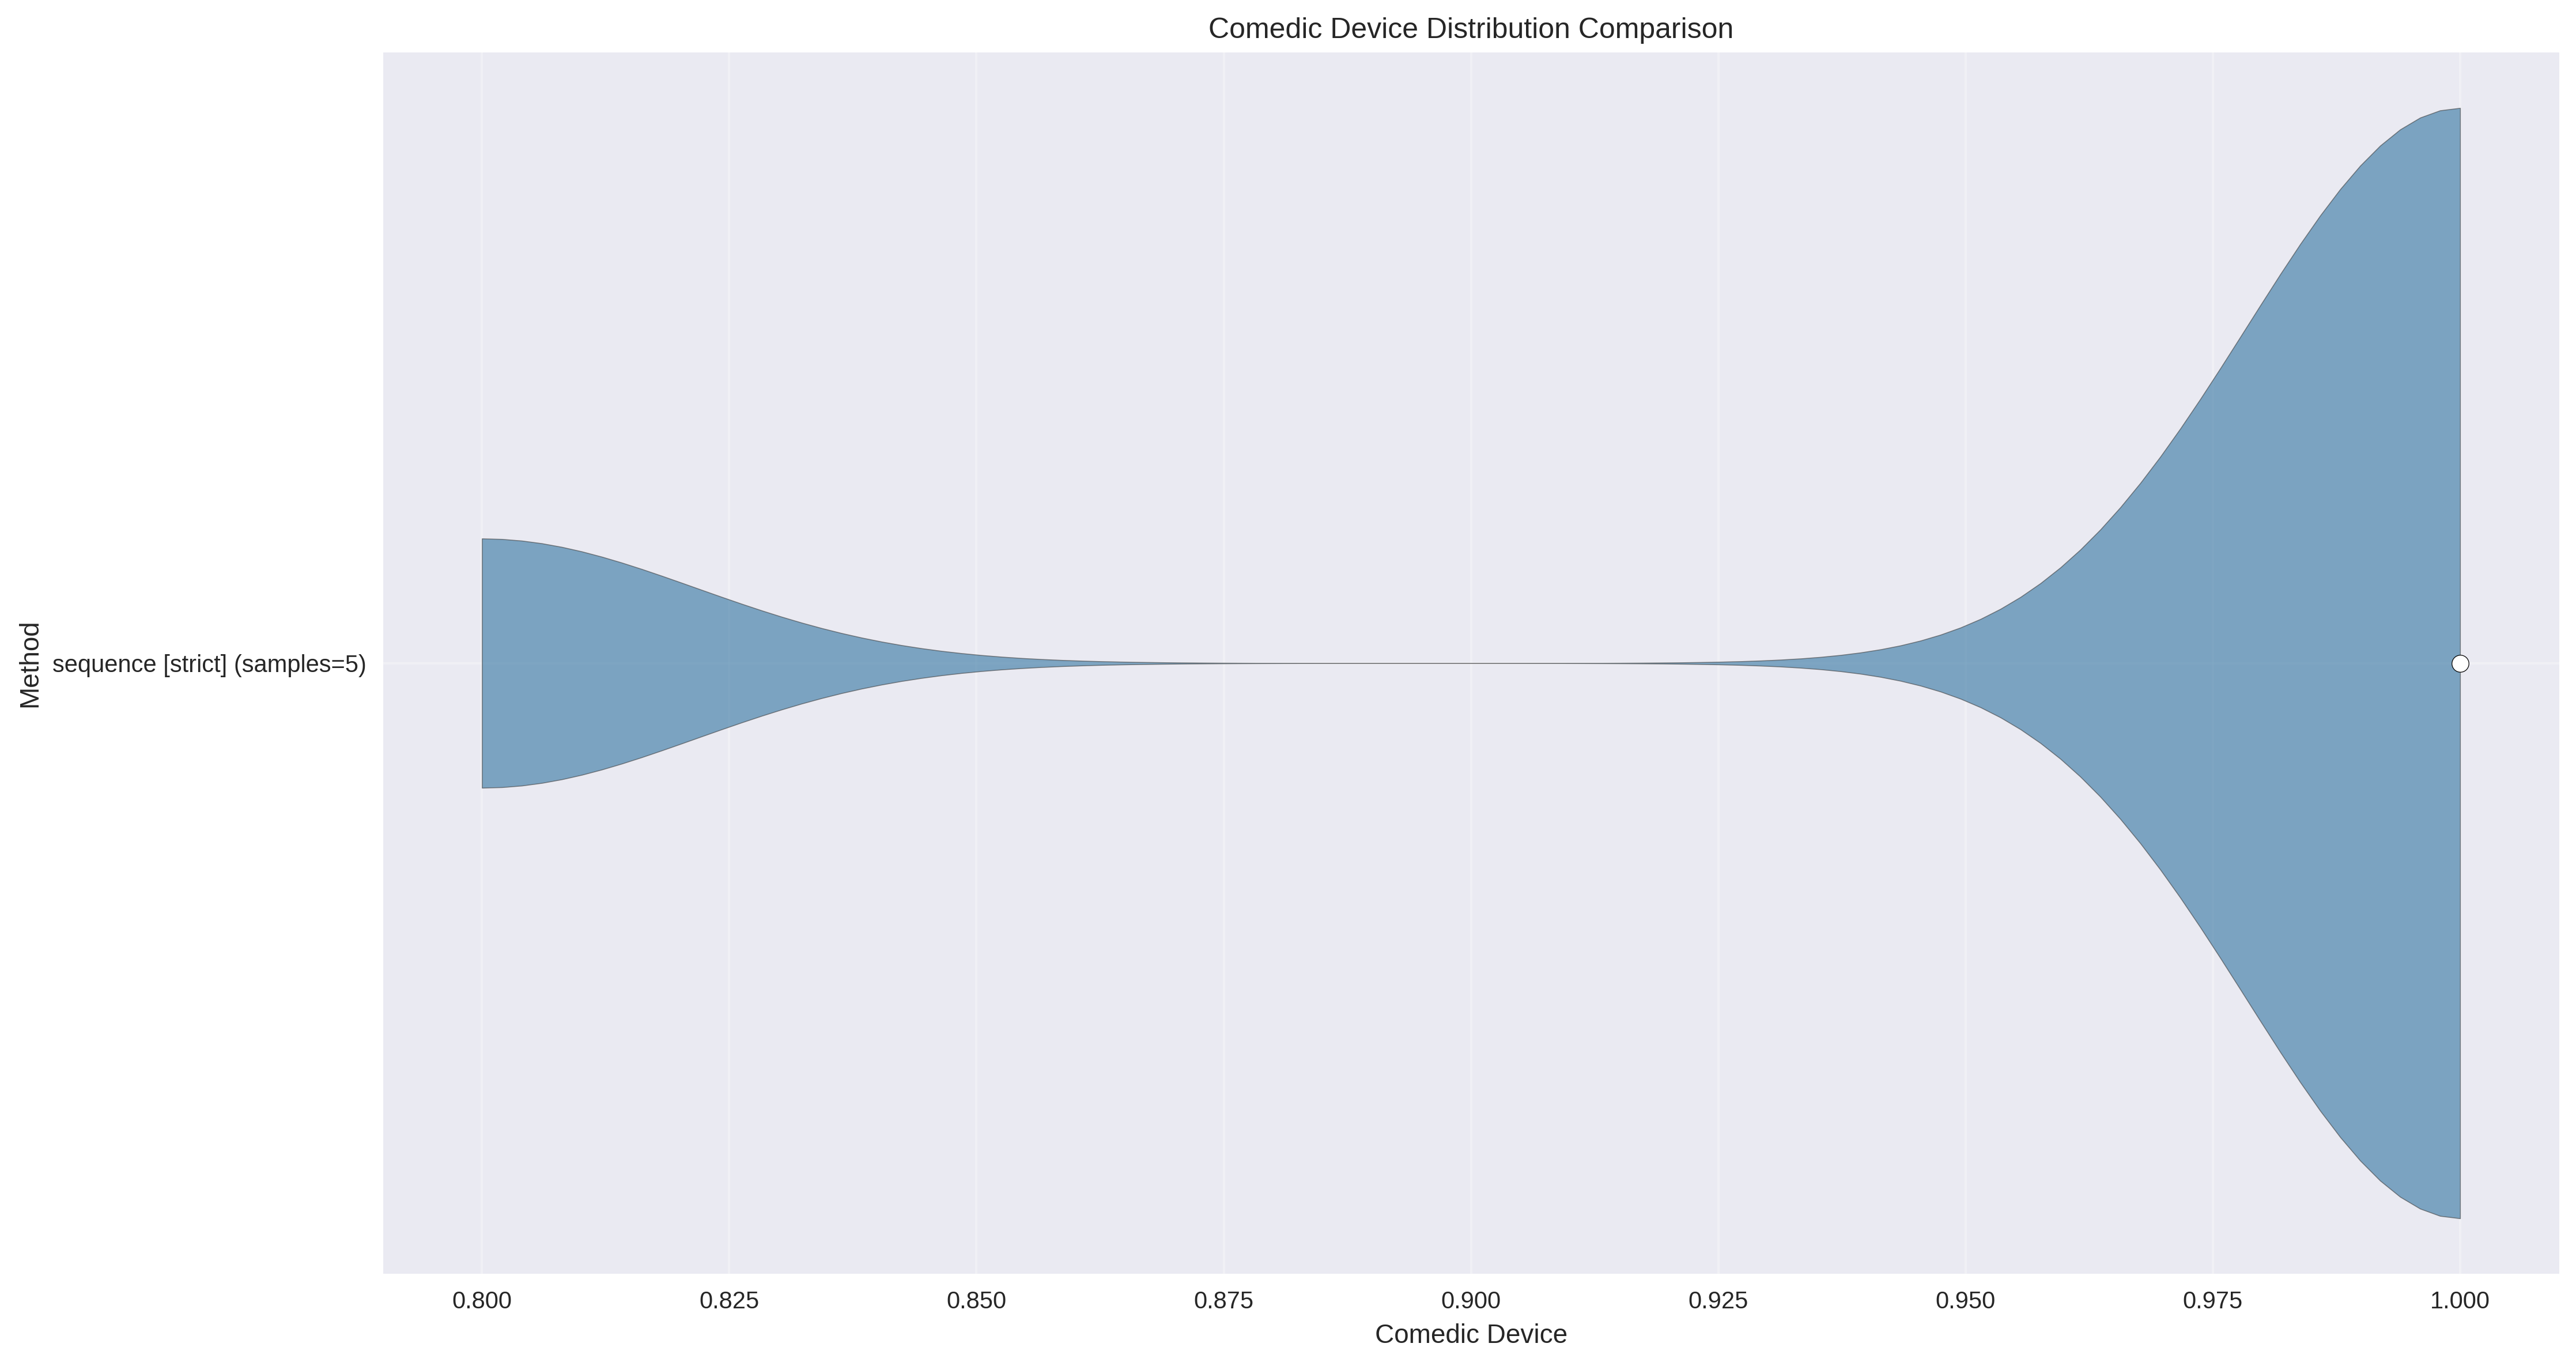 Comedic Device Distribution Comparison
Method
sequence [strict] (samples=5)
0.800 0.825 0.850 0.875 0.900 0.925 0.950 0.975 1.000
Comedic Device